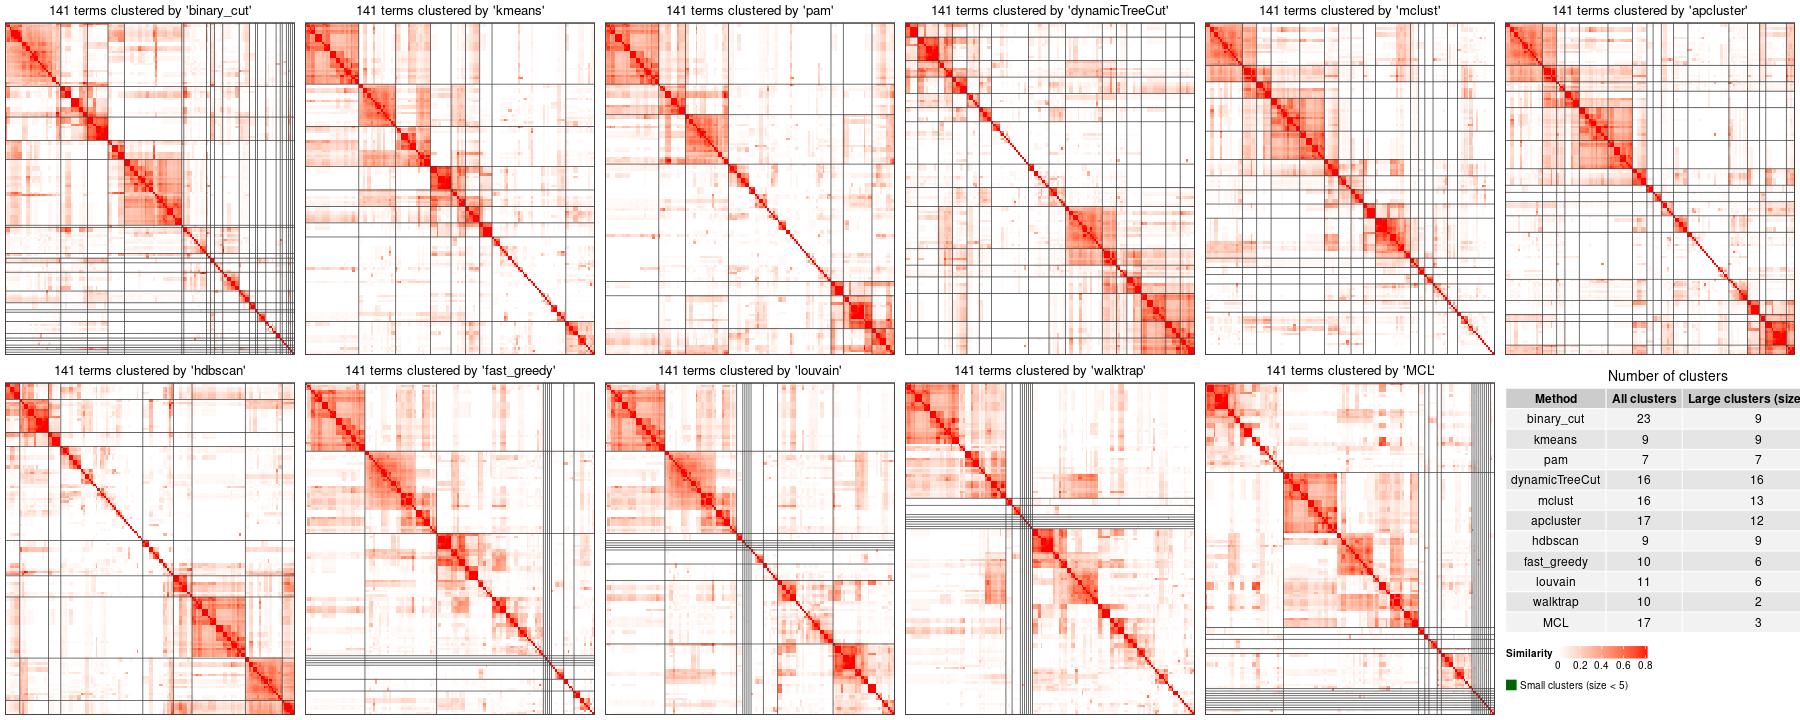 141 terms clustered by 'binary_cut'
141 terms clustered by 'kmeans'
141 terms clustered by 'pam'
141 terms clustered by 'dynamicTreeCut'
141 terms clustered by 'mclust'
141 terms clustered by 'apcluster'
141 terms clustered by 'hdbscan'
141 terms clustered by 'fast_greedy'
141 terms clustered by 'louvain'
141 terms clustered by 'walktrap'
141 terms clustered by 'MCL'
Number of clusters
Method All clusters Large clusters (size
binary_cut 23 9
kmeans 9 9
pam 7 7
dynamicTreeCut 16 16
mclust 16 13
apcluster 17 12
hdbscan 9 9
fast_greedy 10 6
louvain 11 6
walktrap 10 2
MCL 17 3
Similarity
0 0.2 0.4 0.6 0.8
Small clusters (size < 5)